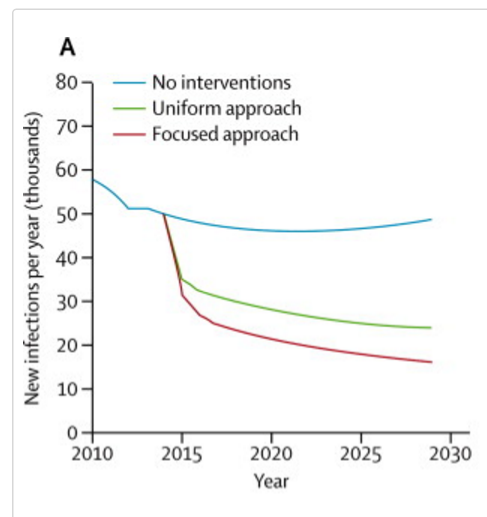 A
80
No interventions
Uniform approach
70
Focused approach
60
50
40
30
20
10
0
New infections per year (thousands)
2010 2015 2020 2025 2030
Year